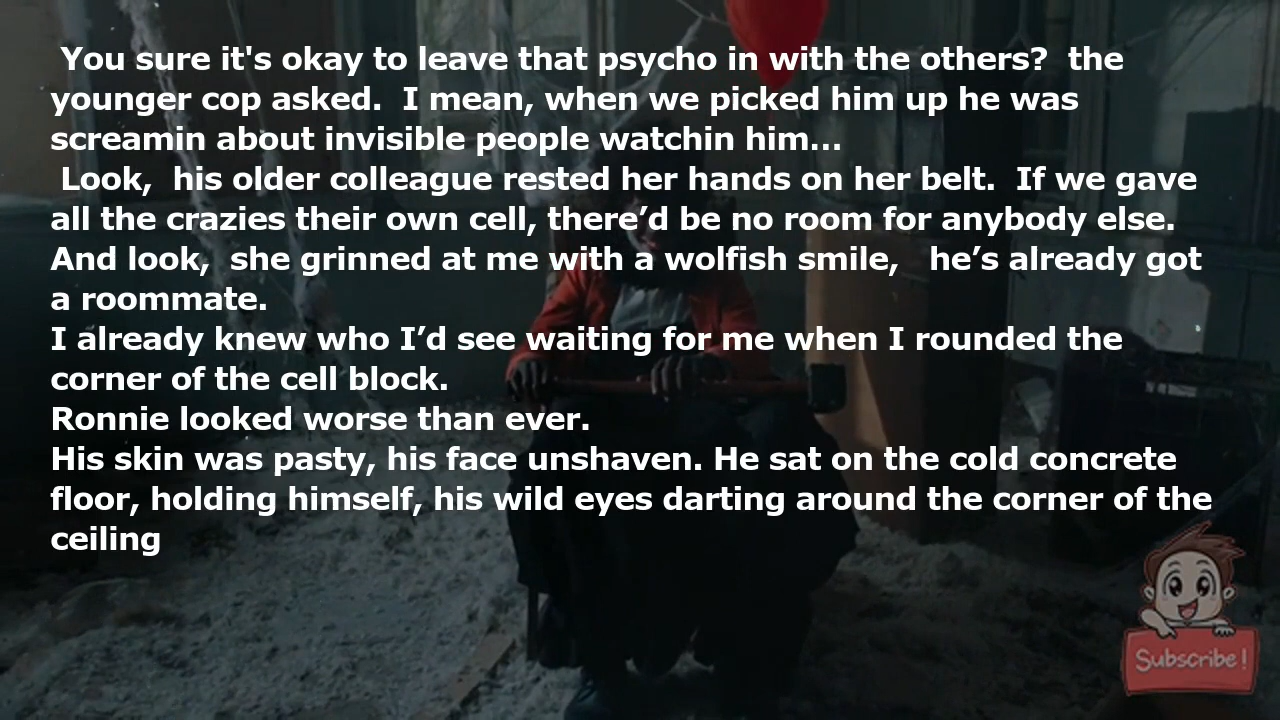 You sure it's okay to leave that psycho in with the others?  the
younger cop asked.  I mean, when we picked him up he was
screamin about invisible people watchin him...
Look,  his older colleague rested her hands on her belt.  If we gave
all the crazies their own cell, there’d be no room for anybody else.
And look,  she grinned at me with a wolfish smile,   he’s already got
a roommate.
I already knew who I’d see waiting for me when I rounded the
corner of the cell block.
Ronnie looked worse than ever.
His skin was pasty, his face unshaven. He sat on the cold concrete
floor, holding himself, his wild eyes darting around the corner of the
ceiling
Subscribe!